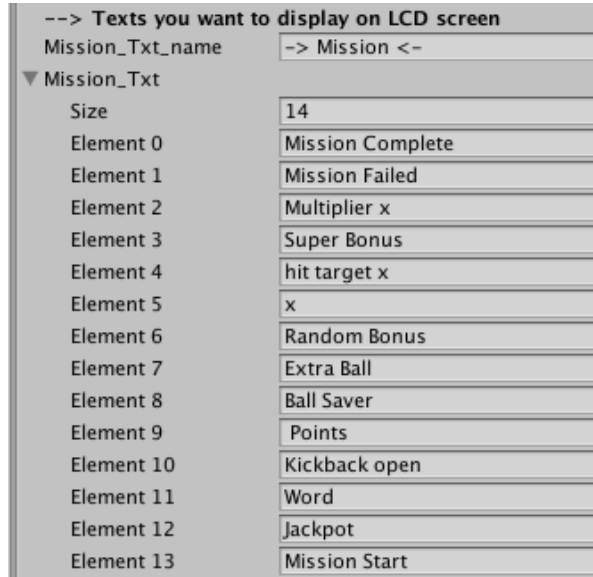 --> Texts you want to display on LCD screen
Mission_Txt_name -> Mission <-
Mission_Txt
Size 14
Element 0 Mission Complete
Element 1 Mission Failed
Element 2 Multiplier x
Element 3 Super Bonus
Element 4 hit target x
Element 5 x
Element 6 Random Bonus
Element 7 Extra Ball
Element 8 Ball Saver
Element 9 Points
Element 10 Kickback open
Element 11 Word
Element 12 Jackpot
Element 13 Mission Start